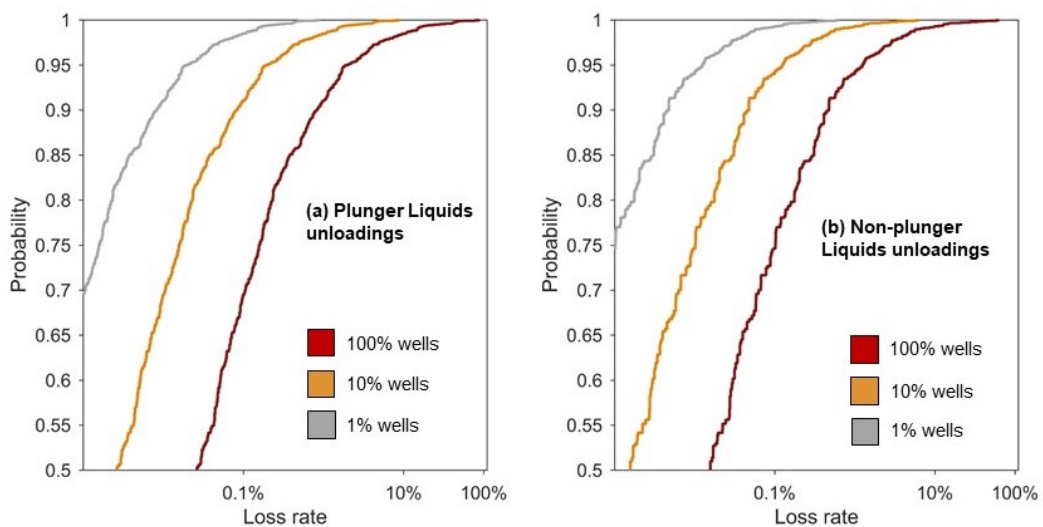 1
0.95
0.9
0.85
0.8
0.75
0.7
0.65
0.6
0.55
0.5
Probability
(a) Plunger Liquids
unloadings
100% wells
10% wells
1% wells
0.1%
10%
100%
Loss rate
1
0.95
0.9
0.85
0.8
0.75
0.7
0.65
0.6
0.55
0.5
Probability
(b) Non-plunger
Liquids unloadings
100% wells
10% wells
1% wells
0.1%
10%
100%
Loss rate